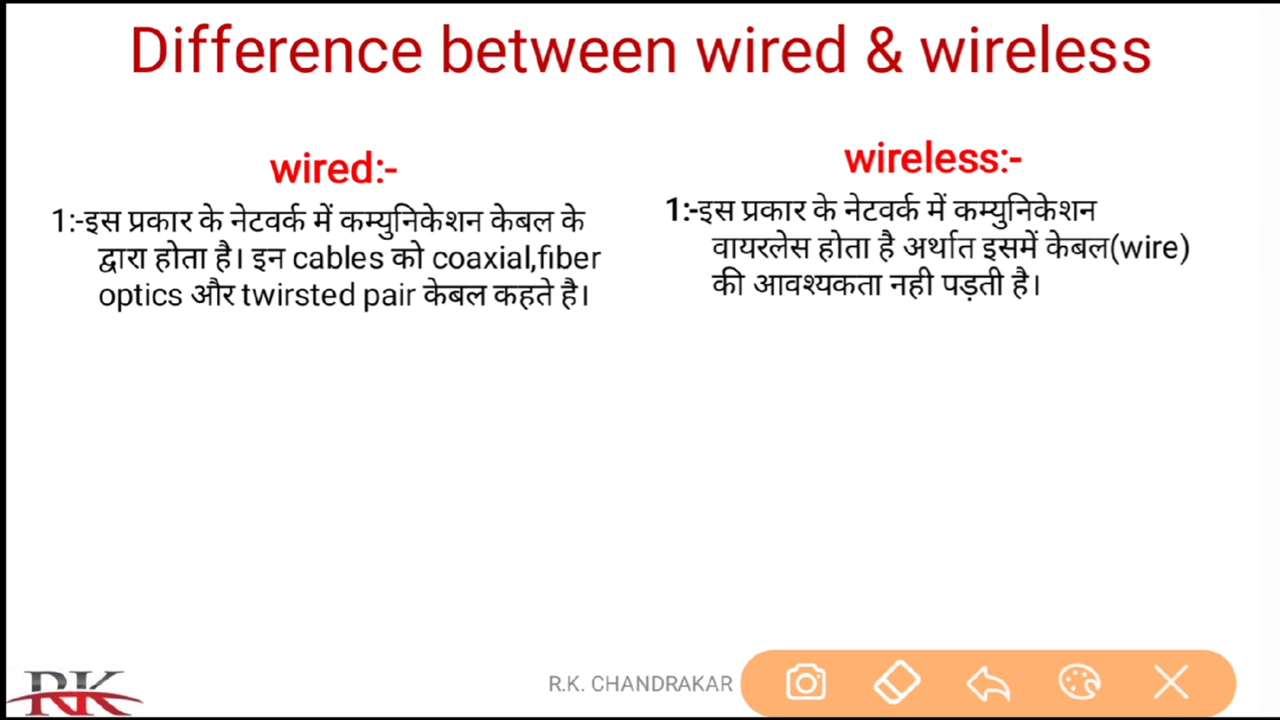 Difference between wired & wireless
wired:-
1:-इस प्रकार के नेटवर्क में कम्युनिकेशन केबल के
द्वारा होता है। इन cables को coaxial,fiber
optics और twirsted pair केबल कहते है।
wireless:-
1:-इस प्रकार के नेटवर्क में कम्युनिकेशन
वायरलेस होता है अर्थात इसमें केबल(wire)
की आवश्यकता नही पड़ती है।
RK
R.K. CHANDRAKAR